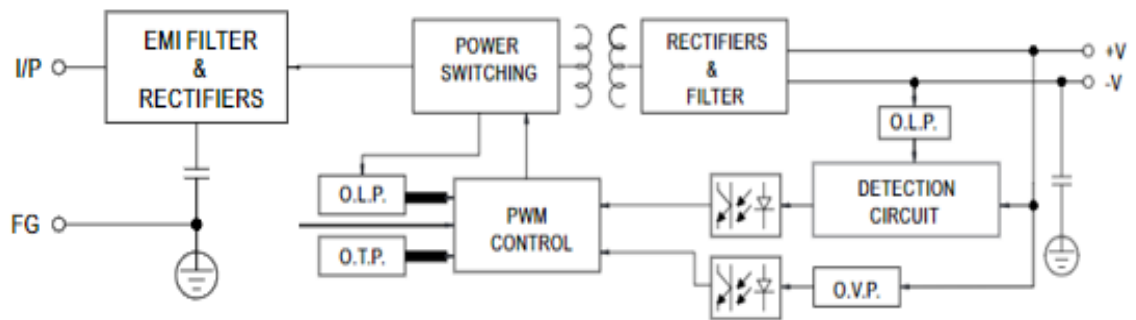 I/P
EMI FILTER
&
RECTIFIERS
POWER
SWITCHING
RECTIFIERS
&
FILTER
+V
-V
O.L.P.
O.L.P.
PWM
CONTROL
DETECTION
CIRCUIT
FG
O.T.P.
O.V.P.